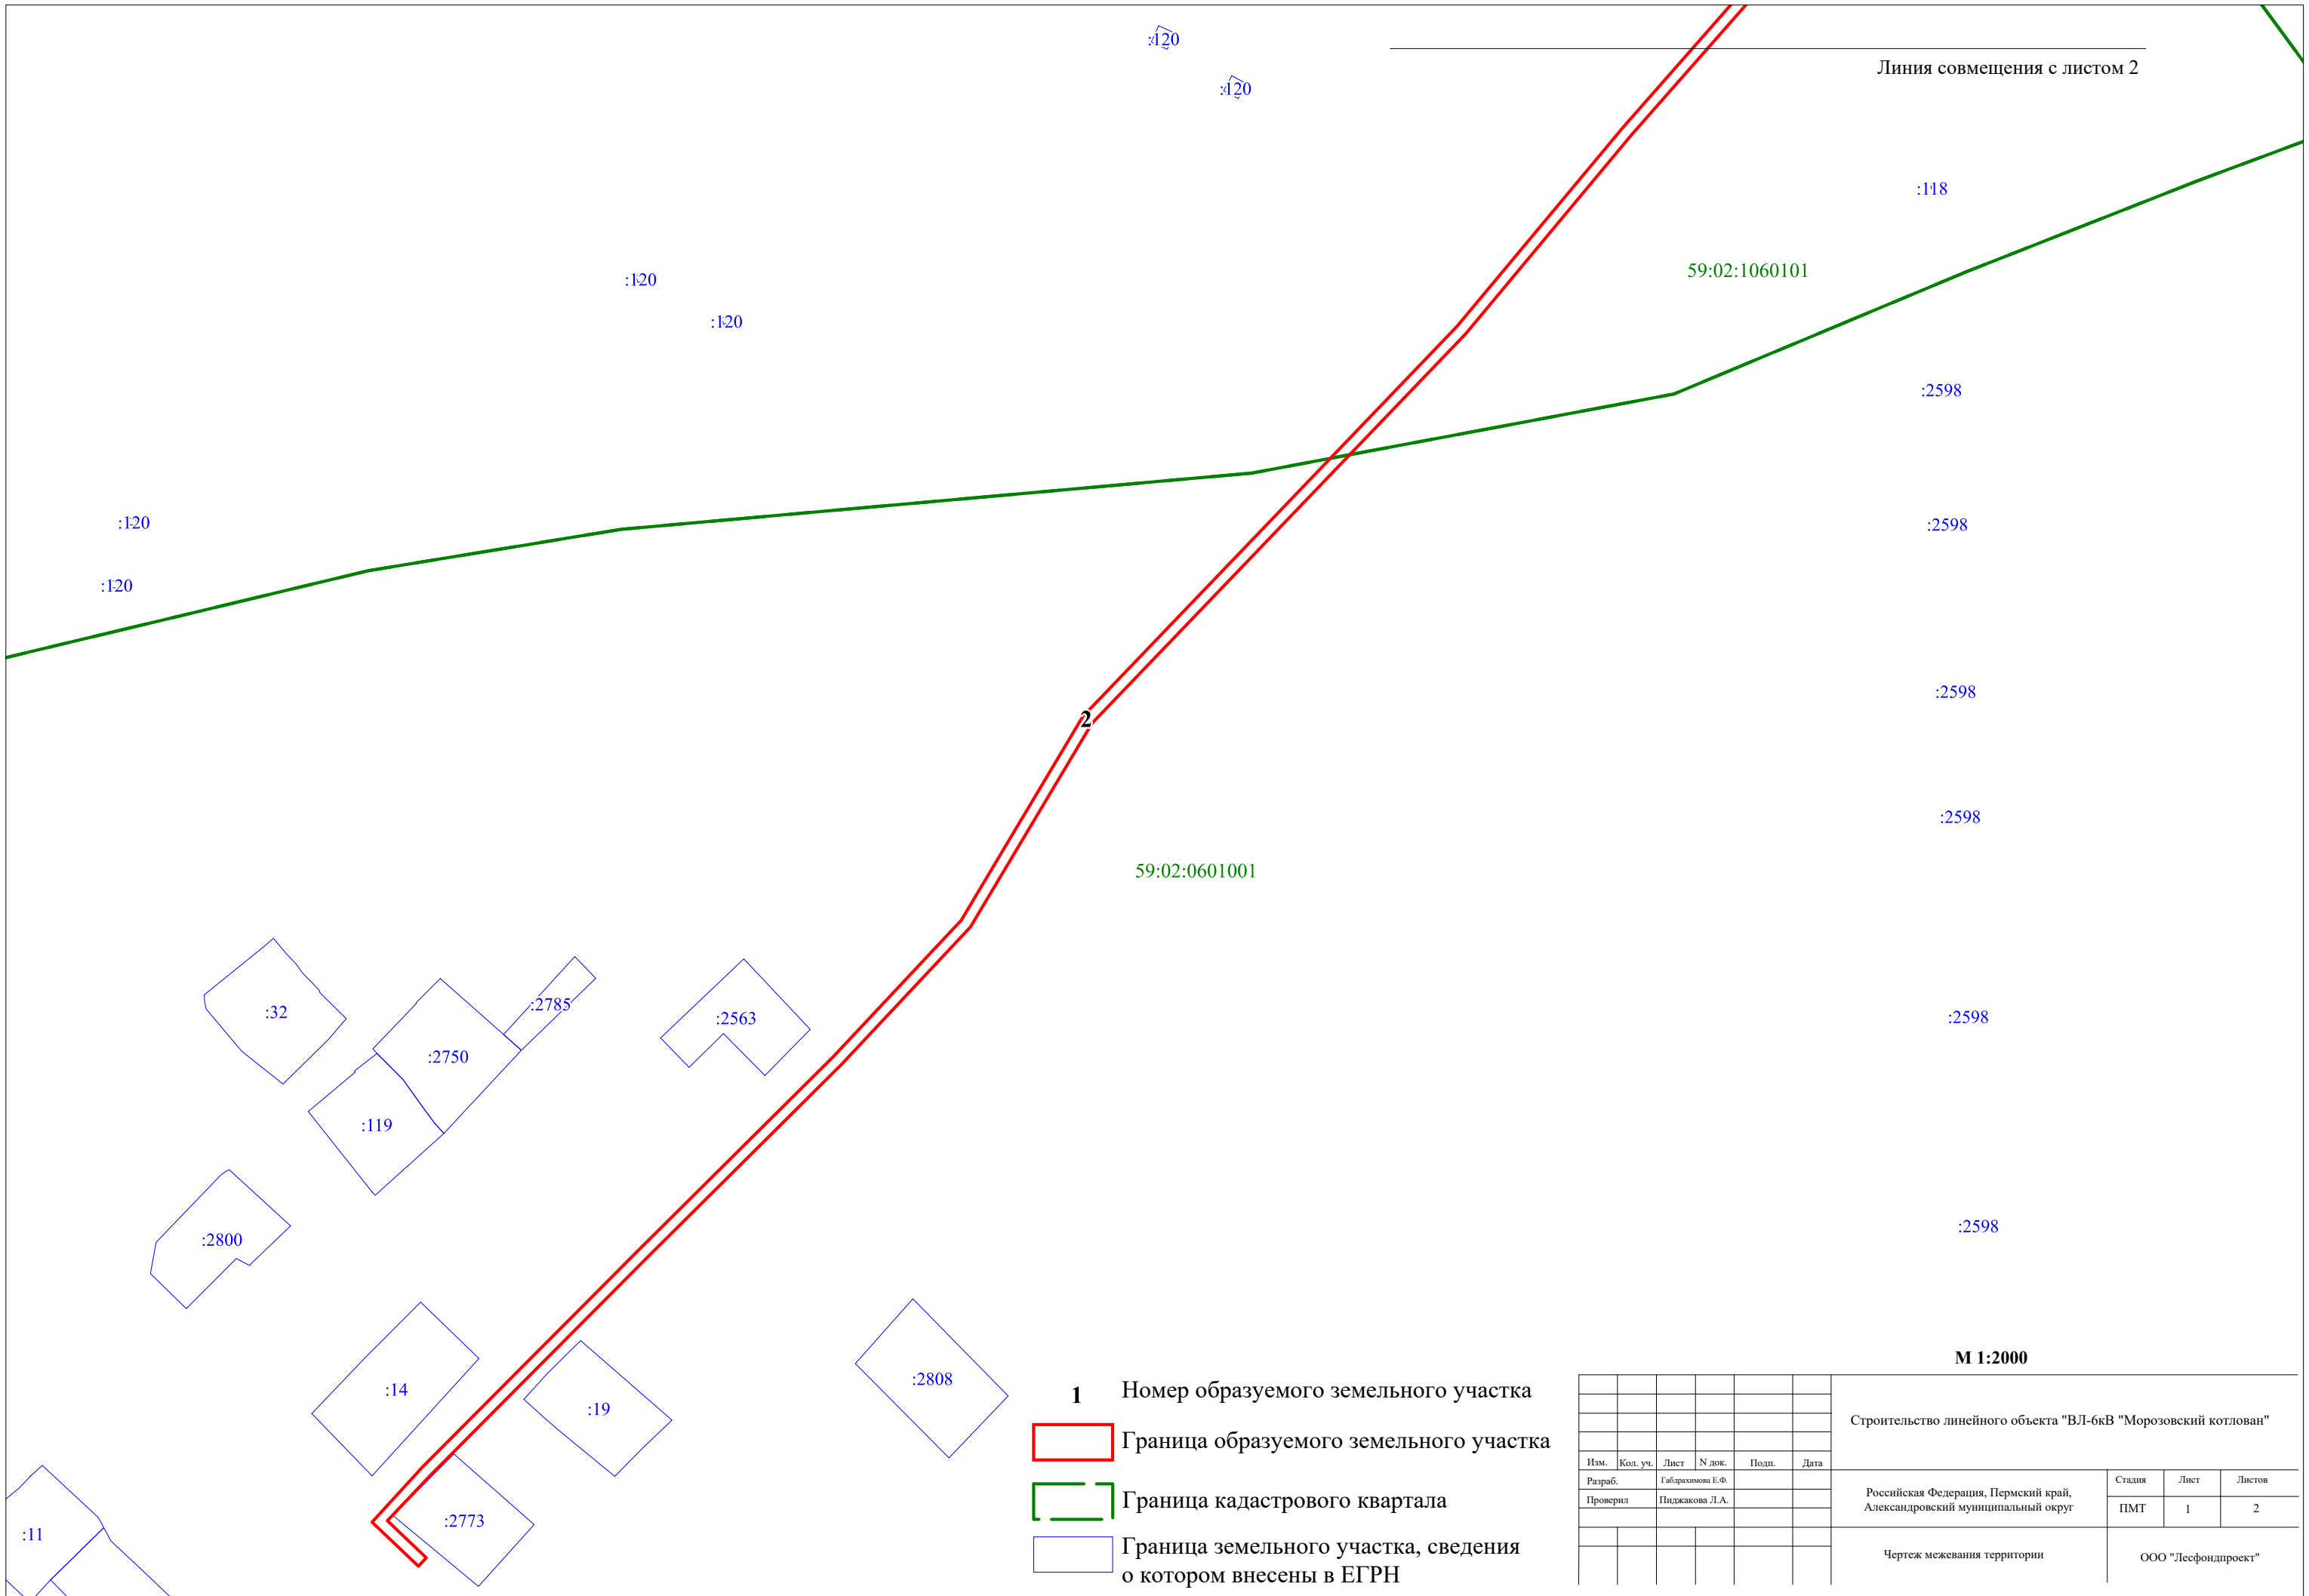 :120
:120
Линия совмещения с листом 2
:118
59:02:1060101
:120
:120
:2598
:120
:2598
:120
:2598
2
:2598
59:02:0601001
:2785
:32
:2563
:2598
:2750
:119
:2800
:2598
:14
:19
:2808
:2773
:11
1 Номер образуемого земельного участка
Граница образуемого земельного участка
Граница кадастрового квартала
Граница земельного участка, сведения
о котором внесены в ЕГРН
М 1:2000
Строительство линейного объекта "ВЛ-6кВ "Морозовский котлован"
Изм. Кол. уч. Лист N док. Подп. Дата
Разраб. Габдрахимова Е.Ф.
Проверил Пиджакова Л.А.
Российская Федерация, Пермский край,
Александровский муниципальный округ
Стадия Лист Листов
ПМТ 1 2
Чертеж межевания территории
ООО "Лесфондпроект"